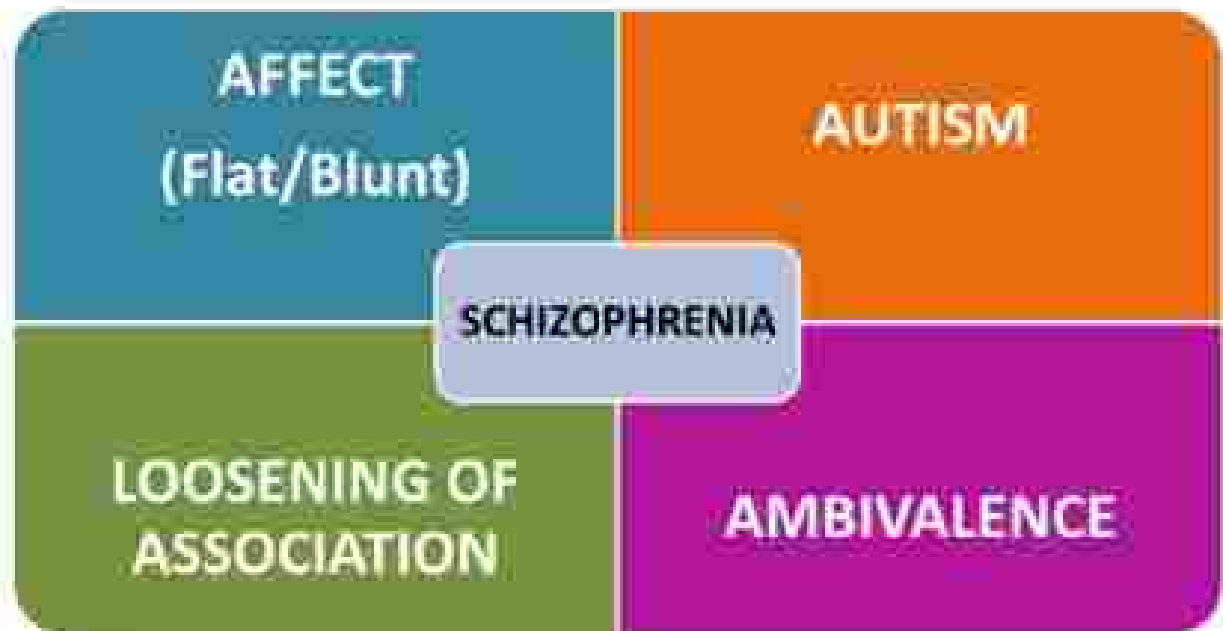 AFFECT
(Flat/Blunt)
AUTISM
SCHIZOPHRENIA
LOOSENING OF
ASSOCIATION
AMBIVALENCE